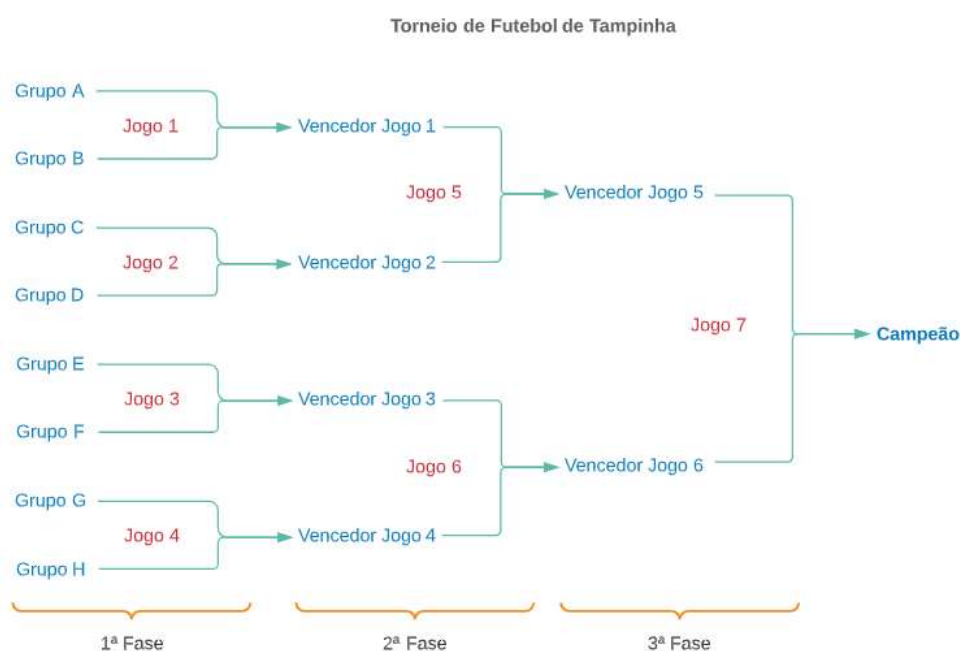 Torneio de Futebol de Tampinha
Grupo A
Jogo 1
Grupo B
Vencedor Jogo 1
Jogo 5
Vencedor Jogo 5
Grupo C
Jogo 2
Vencedor Jogo 2
Grupo D
Jogo 7
Campeão
Grupo E
Jogo 3
Vencedor Jogo 3
Grupo F
Jogo 6
Vencedor Jogo 6
Grupo G
Jogo 4
Vencedor Jogo 4
Grupo H
1ª Fase
2ª Fase
3ª Fase